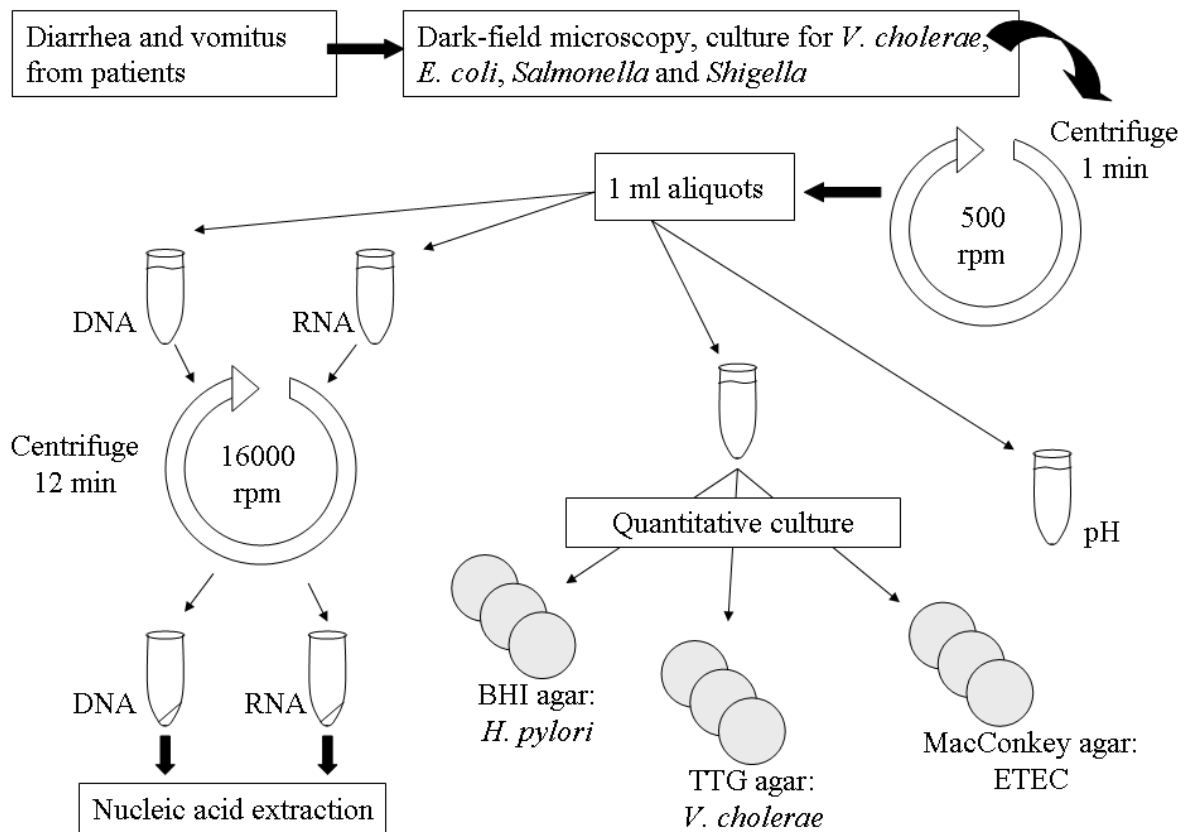 Diarrhea and vomitus
from patients
Dark-field microscopy, culture for V. cholerae,
E. coli, Salmonella and Shigella
Centrifuge
1 min
500
rpm
1 ml aliquots
DNA
RNA
Centrifuge
12 min
16000
rpm
pH
Quantitative culture
DNA
RNA
BHI agar:
H. pylori
TTG agar:
V. cholerae
MacConkey agar:
ETEC
Nucleic acid extraction